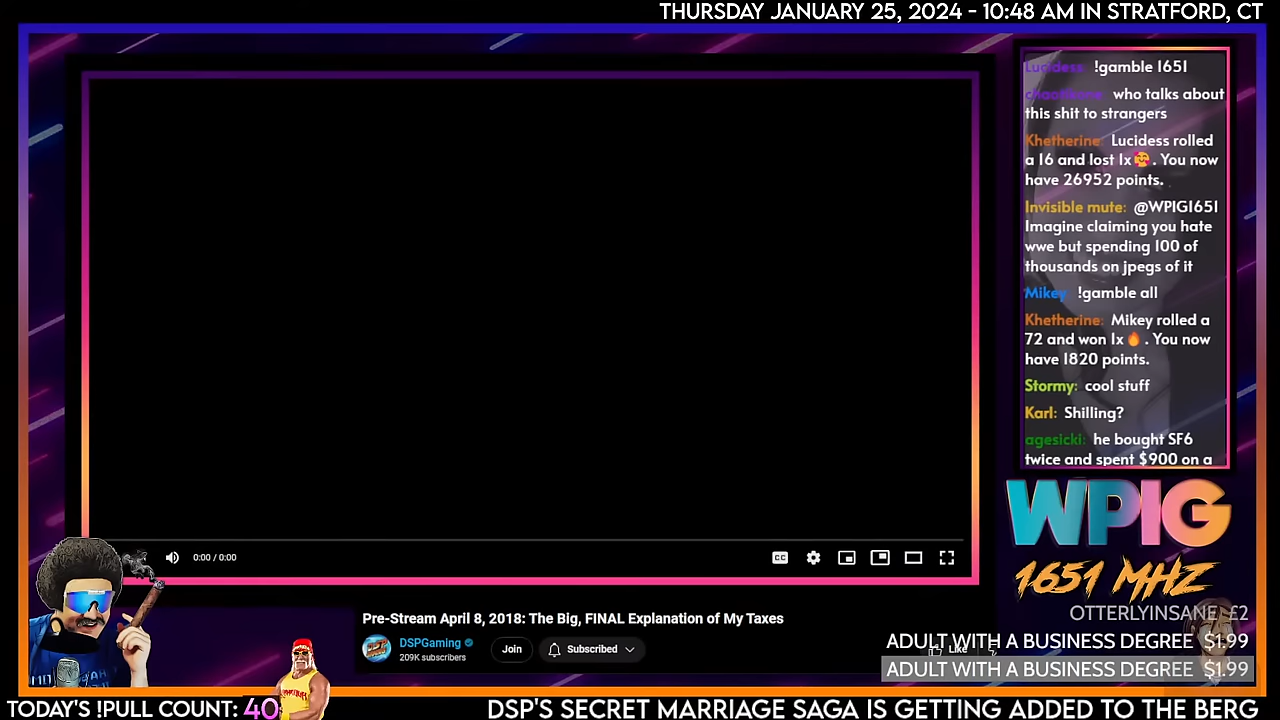 THURSDAY JANUARY 25, 2024 - 10:48 AM IN STRATFORD, CT
Lucidess !gamble 1651
who talks about
this shit to strangers
Khetherine: Lucidess rolled
a 16 and lost 1x🥰. You now
have 26952 points.
Invisible mute: @WPIG1651
Imagine claiming you hate
wwe but spending 100 of
thousands on jpegs of it
Mikey !gamble all
Khetherine: Mikey rolled a
72 and won 1x🔥. You now
have 1820 points.
Stormy: cool stuff
Karl: Shilling?
agesicki: he bought SF6
twice and spent $900 on a
WPIG
1651 MHZ
0:00 / 0:00
CC
Pre-Stream April 8, 2018: The Big, FINAL Explanation of My Taxes
DSPGaming
209K subscribers
Join
Subscribed
Like
OTTERLYINSANE £2
ADULT WITH A BUSINESS DEGREE $1.99
ADULT WITH A BUSINESS DEGREE $1.99
TODAY'S !PULL COUNT: 40
DSP'S SECRET MARRIAGE SAGA IS GETTING ADDED TO THE BERG